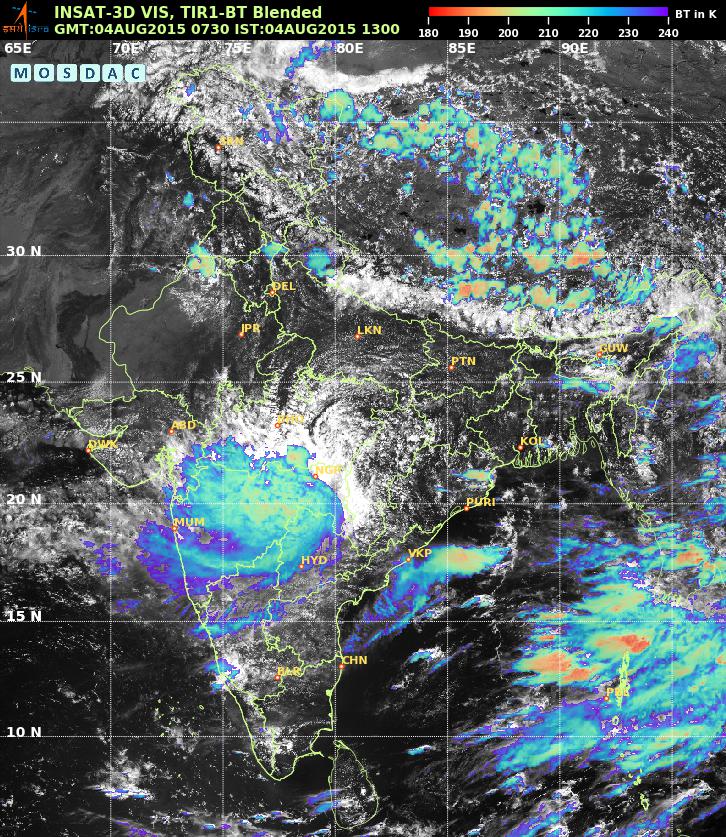 INSAT-3D VIS, TIR1-BT Blended
GMT:04AUG2015 0730 IST:04AUG2015 1300
BT in K
180 190 200 210 220 230 240
65E 70E 75E 80E 85E 90E
MOSDAC
SRN
30 N
DEL
JPR
LKN
GUW
PTN
25 N
ABD
DWK
KOL
NGP
20 N
PURI
MUM
VKP
HYD
15 N
CHN
BLR
PBL
10 N